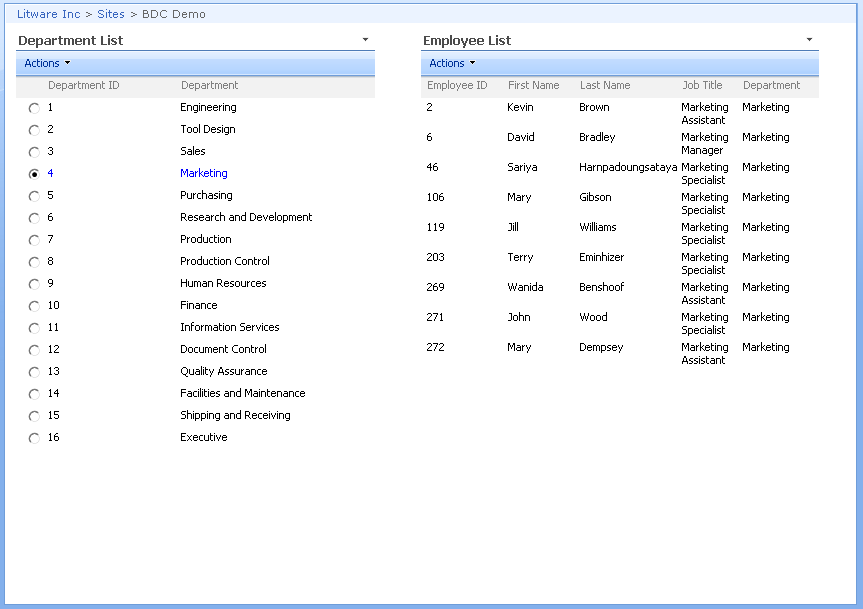 Litware Inc > Sites > BDC Demo
Department List
Actions
Department ID Department
1 Engineering
2 Tool Design
3 Sales
4 Marketing
5 Purchasing
6 Research and Development
7 Production
8 Production Control
9 Human Resources
10 Finance
11 Information Services
12 Document Control
13 Quality Assurance
14 Facilities and Maintenance
15 Shipping and Receiving
16 Executive
Employee List
Actions
Employee ID First Name Last Name Job Title Department
2 Kevin Brown Marketing Marketing
Assistant
6 David Bradley Marketing Marketing
Manager
46 Sariya Harnpadoungsataya Marketing Marketing
Specialist
106 Mary Gibson Marketing Marketing
Specialist
119 Jill Williams Marketing Marketing
Specialist
203 Terry Eminhizer Marketing Marketing
Specialist
269 Wanida Benshoof Marketing Marketing
Assistant
271 John Wood Marketing Marketing
Specialist
272 Mary Dempsey Marketing Marketing
Assistant